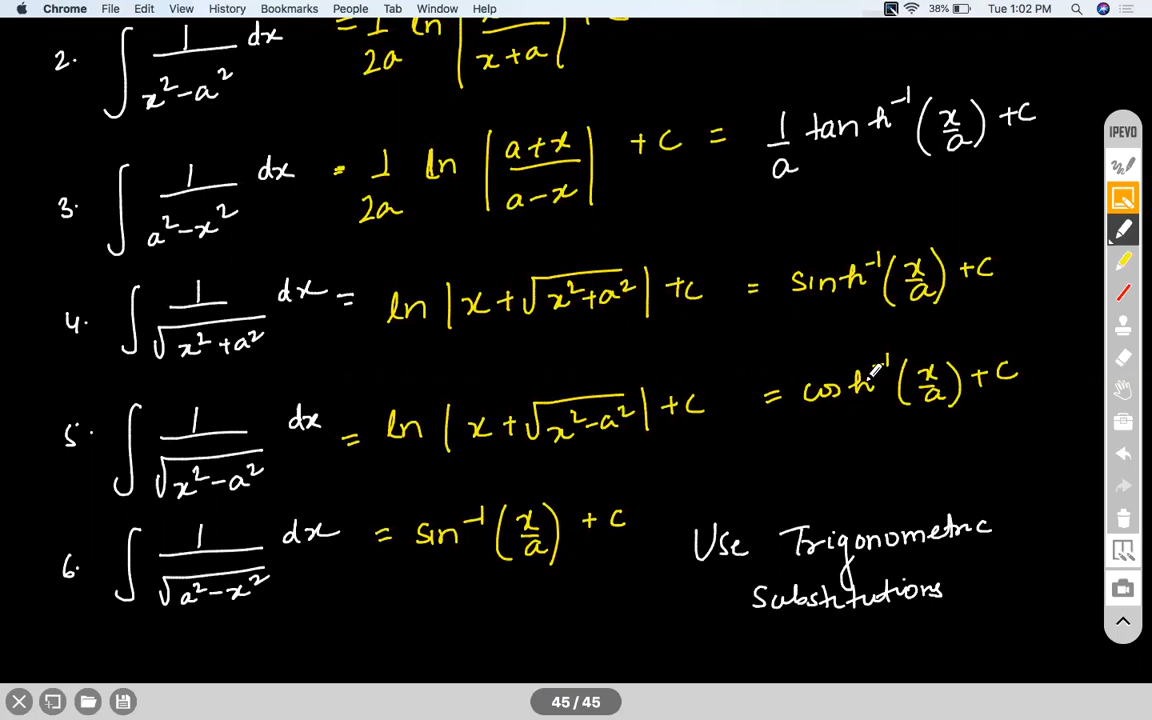 Chrome File Edit View History Bookmarks People Tab Window Help 38% Tue 1:02 PM
2. ∫ 1/(x²-a²) dx = 1/2a ln |/(x+a)| + C
3. ∫ 1/(a²-x²) dx = 1/2a ln |(a+x)/(a-x)| + C = 1/a tanh⁻¹(x/a) + C
4. ∫ 1/√(x²+a²) dx = ln |x+√(x²+a²)| + C = sinh⁻¹(x/a) + C
5. ∫ 1/√(x²-a²) dx = ln |x+√(x²-a²)| + C = cosh⁻¹(x/a) + C
6. ∫ 1/√(a²-x²) dx = sin⁻¹(x/a) + C
Use Trigonometric
Substitutions
IPEVO
45 / 45